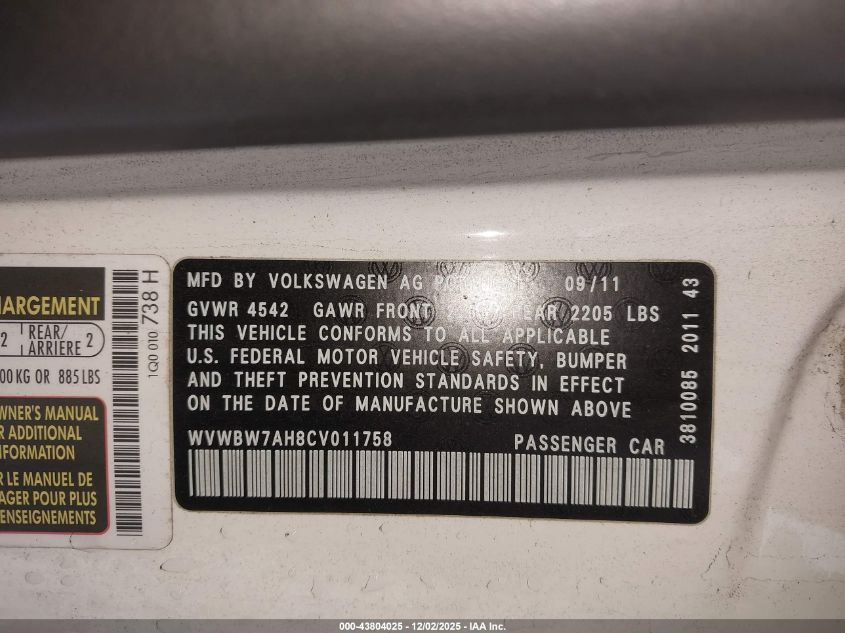 HARGEMENT
2 REAR/ ARRIERE 2
00 KG OR 885 LBS
WNER'S MANUAL
R ADDITIONAL
NFORMATION
R LE MANUEL DE
AGER POUR PLUS
ENSEIGNEMENTS
1Q0 010 738 H
MFD BY VOLKSWAGEN AG 09/11
GVWR 4542 GAWR FRONT REAR/2205 LBS
THIS VEHICLE CONFORMS TO ALL APPLICABLE
U.S. FEDERAL MOTOR VEHICLE SAFETY, BUMPER
AND THEFT PREVENTION STANDARDS IN EFFECT
ON THE DATE OF MANUFACTURE SHOWN ABOVE
WVWBW7AH8CV011758 PASSENGER CAR
3810085 2011 43
000-43804025 - 12/02/2025 - IAA Inc.